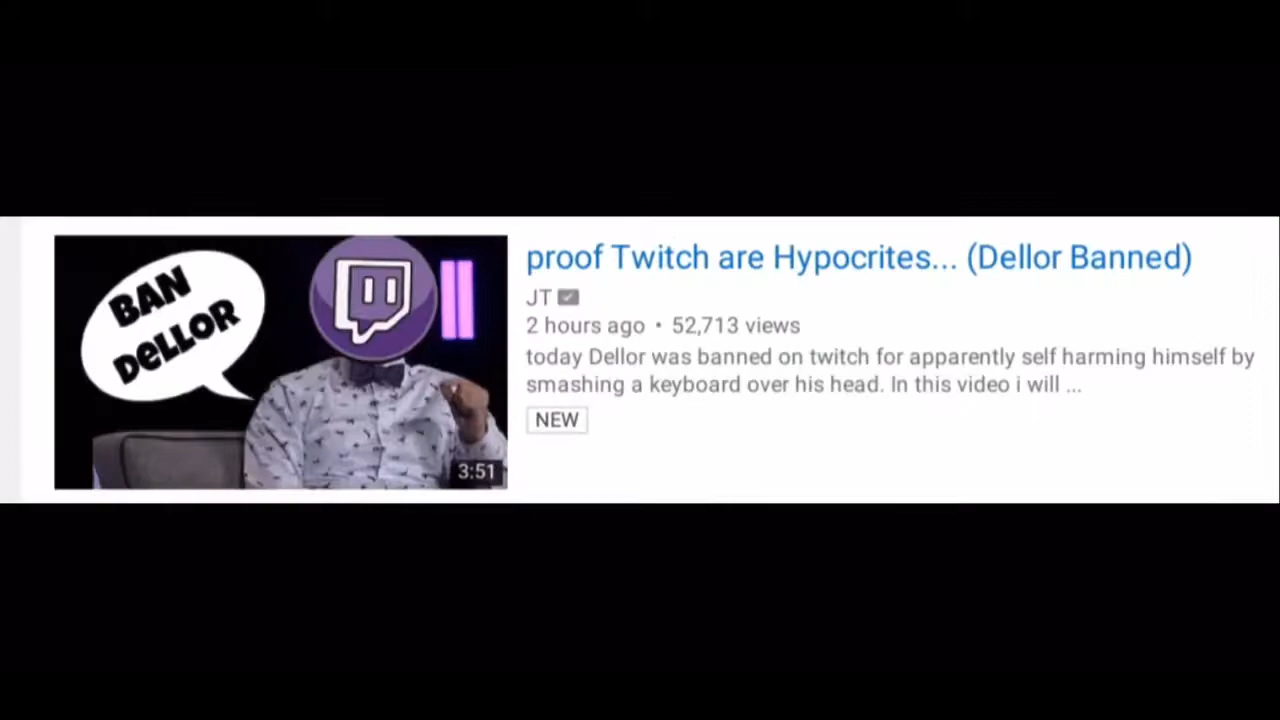 BAN
DELLOR
3:51
proof Twitch are Hypocrites... (Dellor Banned)
JT
2 hours ago • 52,713 views
today Dellor was banned on twitch for apparently self harming himself by
smashing a keyboard over his head. In this video i will ...
NEW